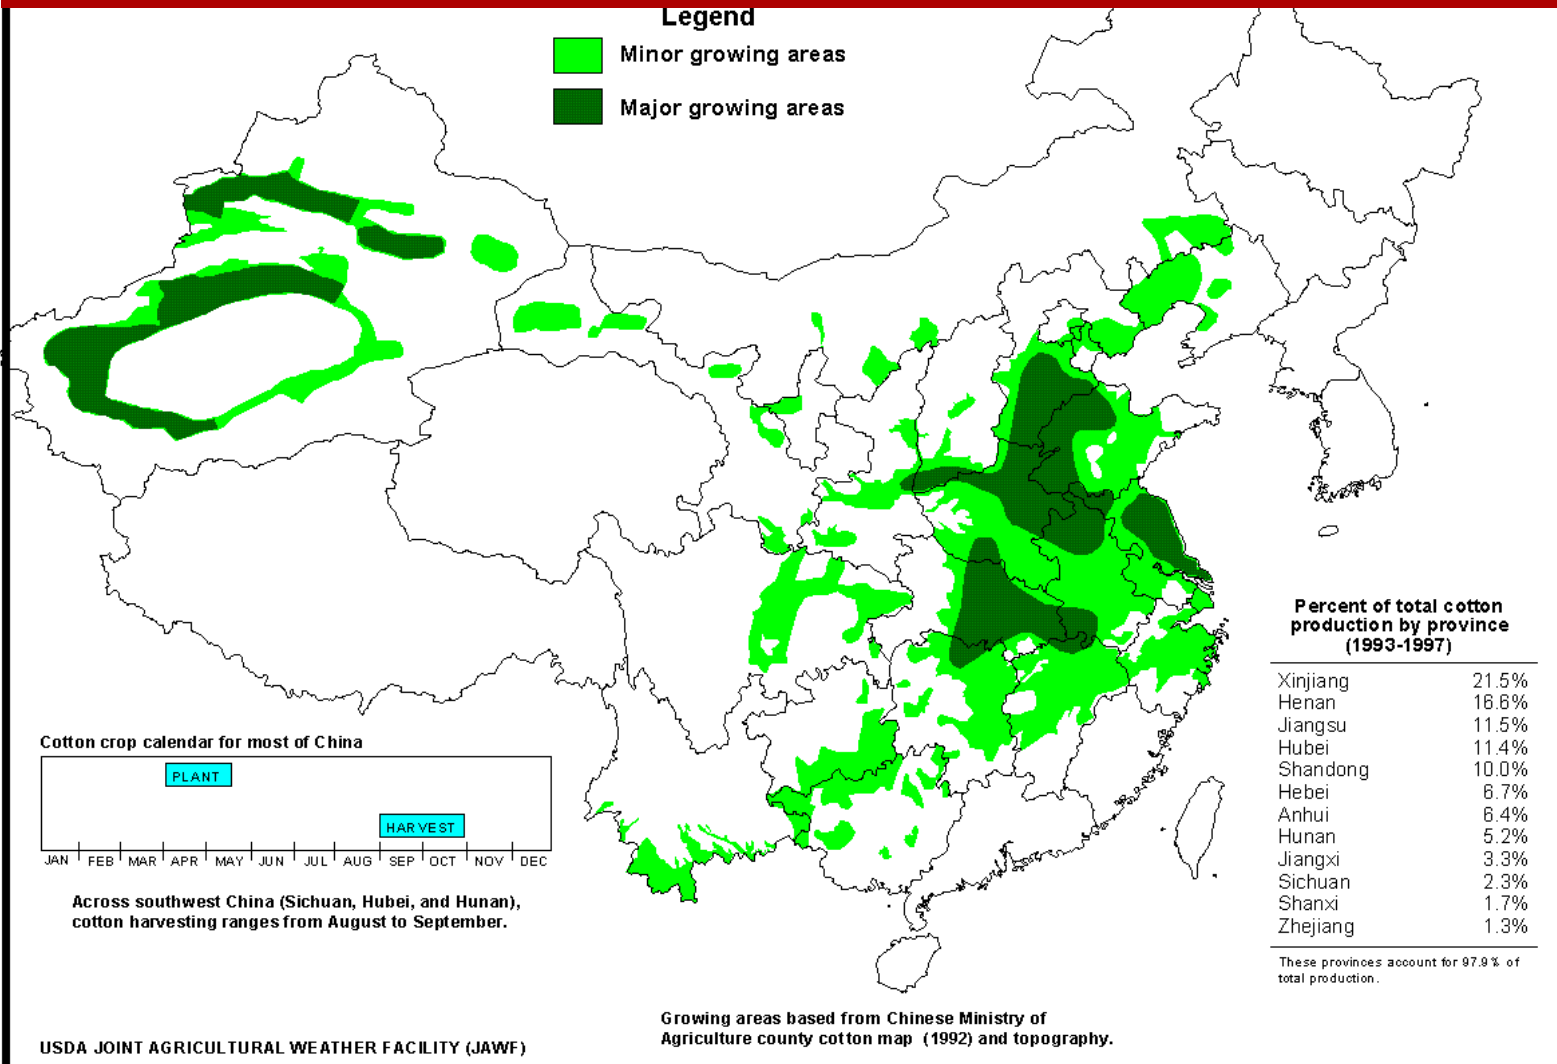 Legend
Minor growing areas
Major growing areas
Percent of total cotton
production by province
(1993-1997)
Xinjiang 21.5%
Henan 16.6%
Jiangsu 11.5%
Hubei 11.4%
Shandong 10.0%
Hebei 6.7%
Anhui 6.4%
Hunan 5.2%
Jiangxi 3.3%
Sichuan 2.3%
Shanxi 1.7%
Zhejiang 1.3%
These provinces account for 97.9% of
total production.
Cotton crop calendar for most of China
PLANT
HARVEST
JAN FEB MAR APR MAY JUN JUL AUG SEP OCT NOV DEC
Across southwest China (Sichuan, Hubei, and Hunan),
cotton harvesting ranges from August to September.
Growing areas based from Chinese Ministry of
Agriculture county cotton map (1992) and topography.
USDA JOINT AGRICULTURAL WEATHER FACILITY (JAWF)